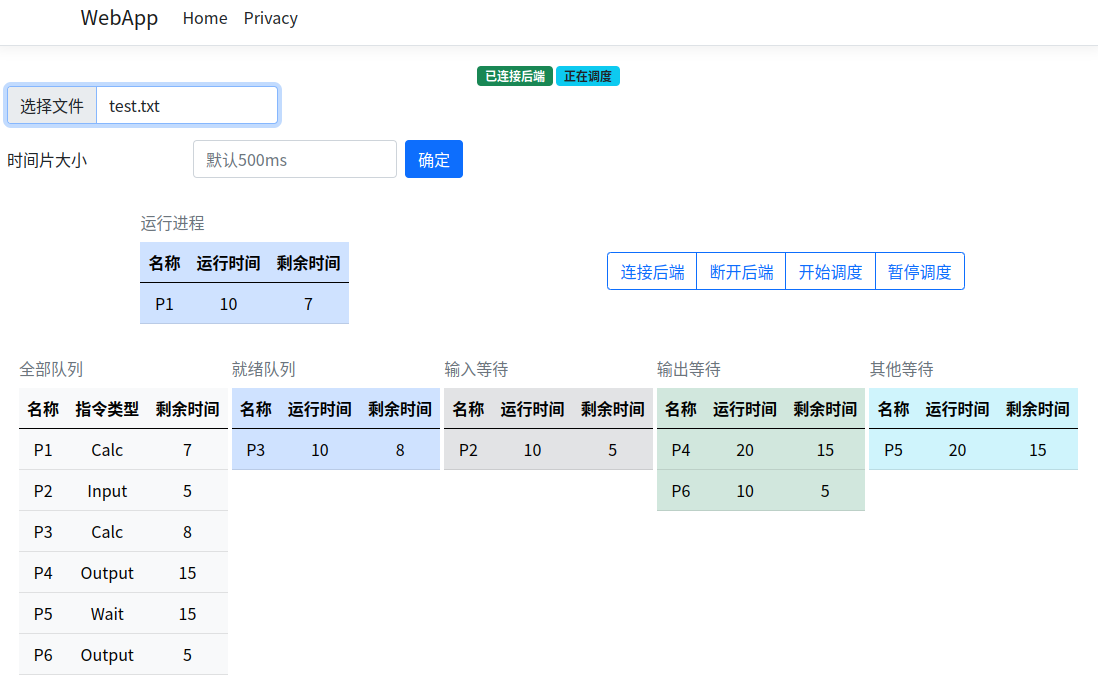 WebApp Home Privacy
已连接后端 正在调度
选择文件 test.txt
时间片大小 默认500ms 确定
运行进程
名称 运行时间 剩余时间
P1 10 7
连接后端 断开后端 开始调度 暂停调度
全部队列
名称 指令类型 剩余时间
P1 Calc 7
P2 Input 5
P3 Calc 8
P4 Output 15
P5 Wait 15
P6 Output 5
就绪队列
名称 运行时间 剩余时间
P3 10 8
输入等待
名称 运行时间 剩余时间
P2 10 5
输出等待
名称 运行时间 剩余时间
P4 20 15
P6 10 5
其他等待
名称 运行时间 剩余时间
P5 20 15